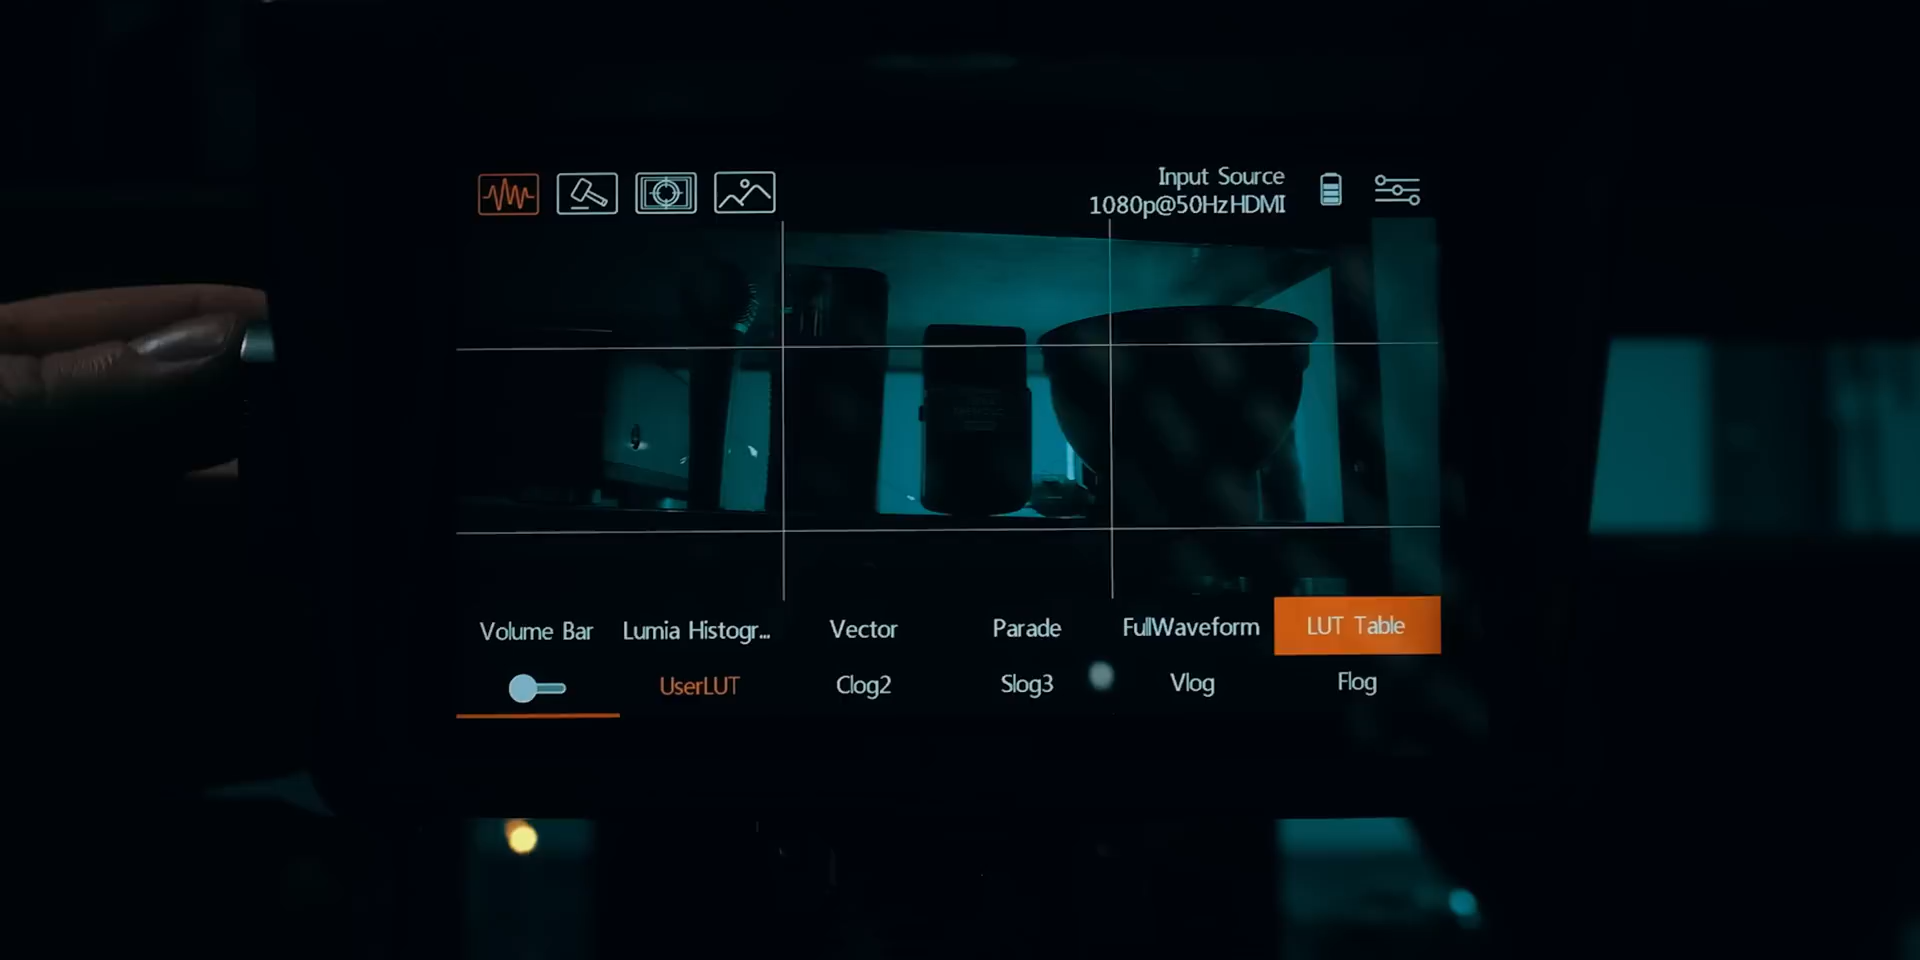 Input Source
1080p@50HzHDMI
Volume Bar Lumia Histogr... Vector Parade FullWaveform LUT Table
UserLUT Clog2 Slog3 Vlog Flog